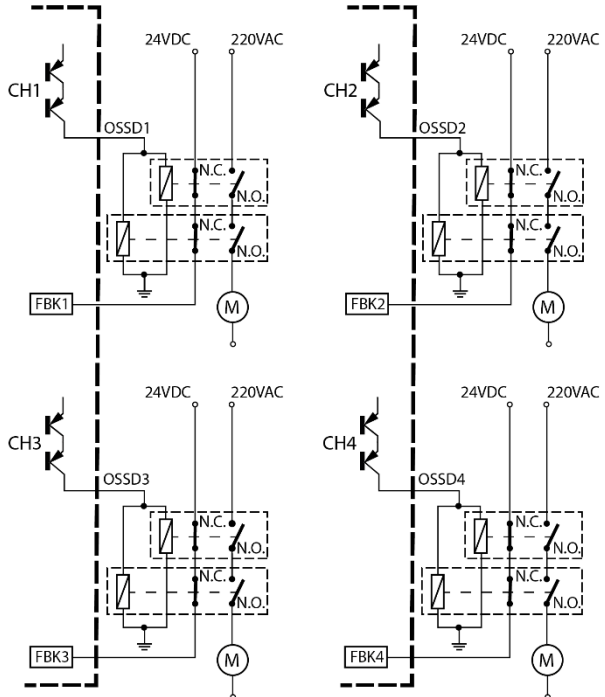 24VDC 220VAC
CH1
OSSD1
N.C.
N.O.
N.C.
N.O.
FBK1
M
24VDC 220VAC
CH2
OSSD2
N.C.
N.O.
N.C.
N.O.
FBK2
M
24VDC 220VAC
CH3
OSSD3
N.C.
N.O.
N.C.
N.O.
FBK3
M
24VDC 220VAC
CH4
OSSD4
N.C.
N.O.
N.C.
N.O.
FBK4
M